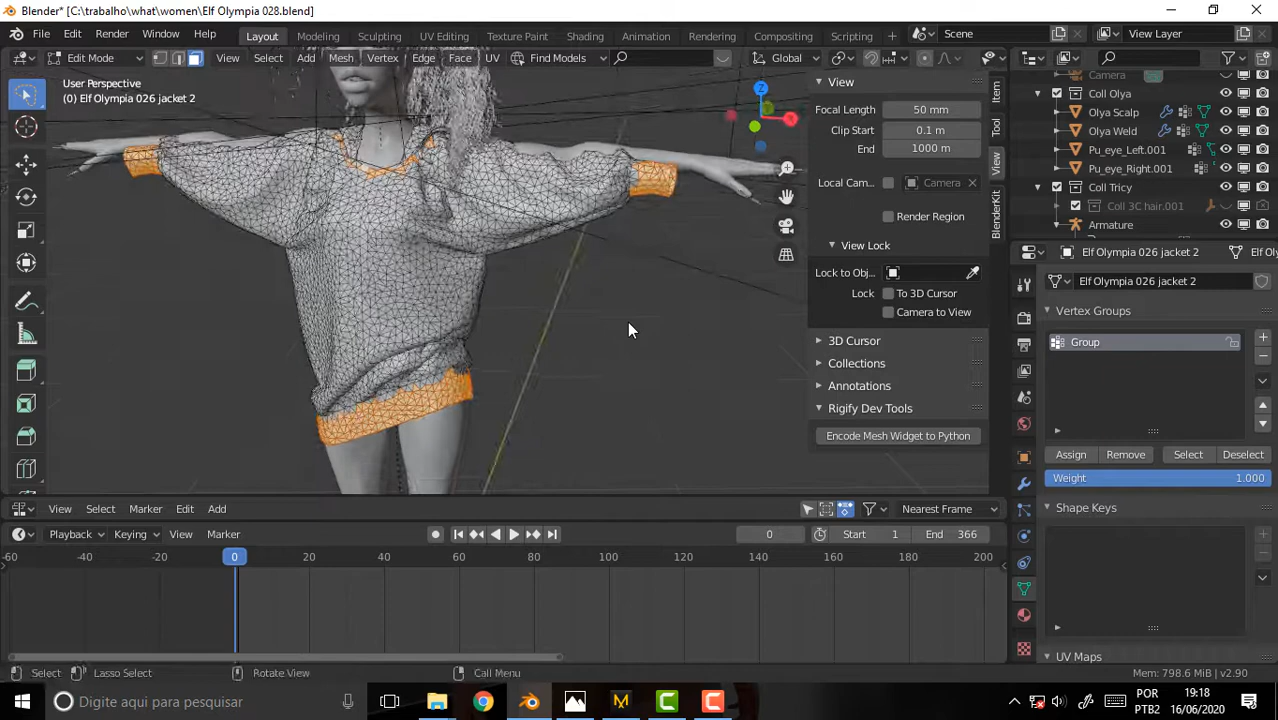 Blender* [C:\trabalho\what\women\Elf Olympia 028.blend]
File Edit Render Window Help Layout Modeling Sculpting UV Editing Texture Paint Shading Animation Rendering Compositing Scripting Scene View Layer
Edit Mode View Select Add Mesh Vertex Edge Face UV Find Models Global
User Perspective
(0) Elf Olympia 026 jacket 2
View
Focal Length 50 mm
Clip Start 0.1 m
End 1000 m
Local Cam... Camera
Render Region
View Lock
Lock to Obj...
Lock To 3D Cursor
Camera to View
3D Cursor
Collections
Annotations
Rigify Dev Tools
Encode Mesh Widget to Python
Item
Tool
View
BlenderKit
Camera
Coll Olya
Olya Scalp
Olya Weld
Pu_eye_Left.001
Pu_eye_Right.001
Coll Tricy
Coll 3C hair.001
Armature
Elf Olympia 026 jacket 2 Elf Olympia 026
Elf Olympia 026 jacket 2
Vertex Groups
Group
Assign Remove Select Deselect
Weight 1.000
Shape Keys
UV Maps
View Select Marker Edit Add Nearest Frame
Playback Keying View Marker 0 Start 1 End 366
-60 -40 -20 0 20 40 60 80 100 120 140 160 180 200
Select Lasso Select Rotate View Call Menu Mem: 798.6 MiB | v2.90
Digite aqui para pesquisar
POR
PTB2
19:18
16/06/2020